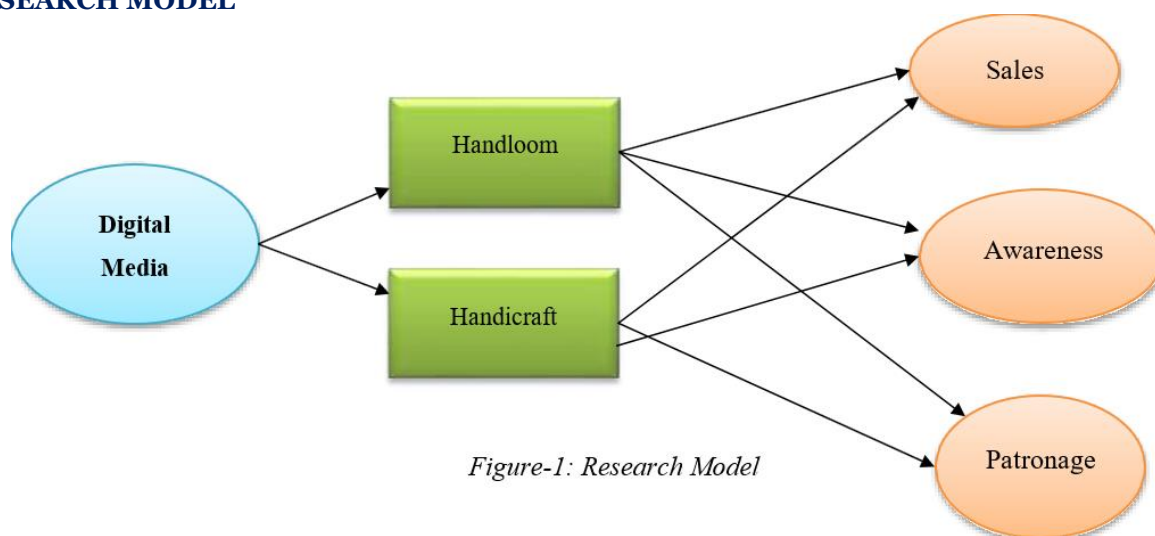 SEARCH MODEL
Digital
Media
Handloom
Handicraft
Sales
Awareness
Patronage
Figure-1: Research Model